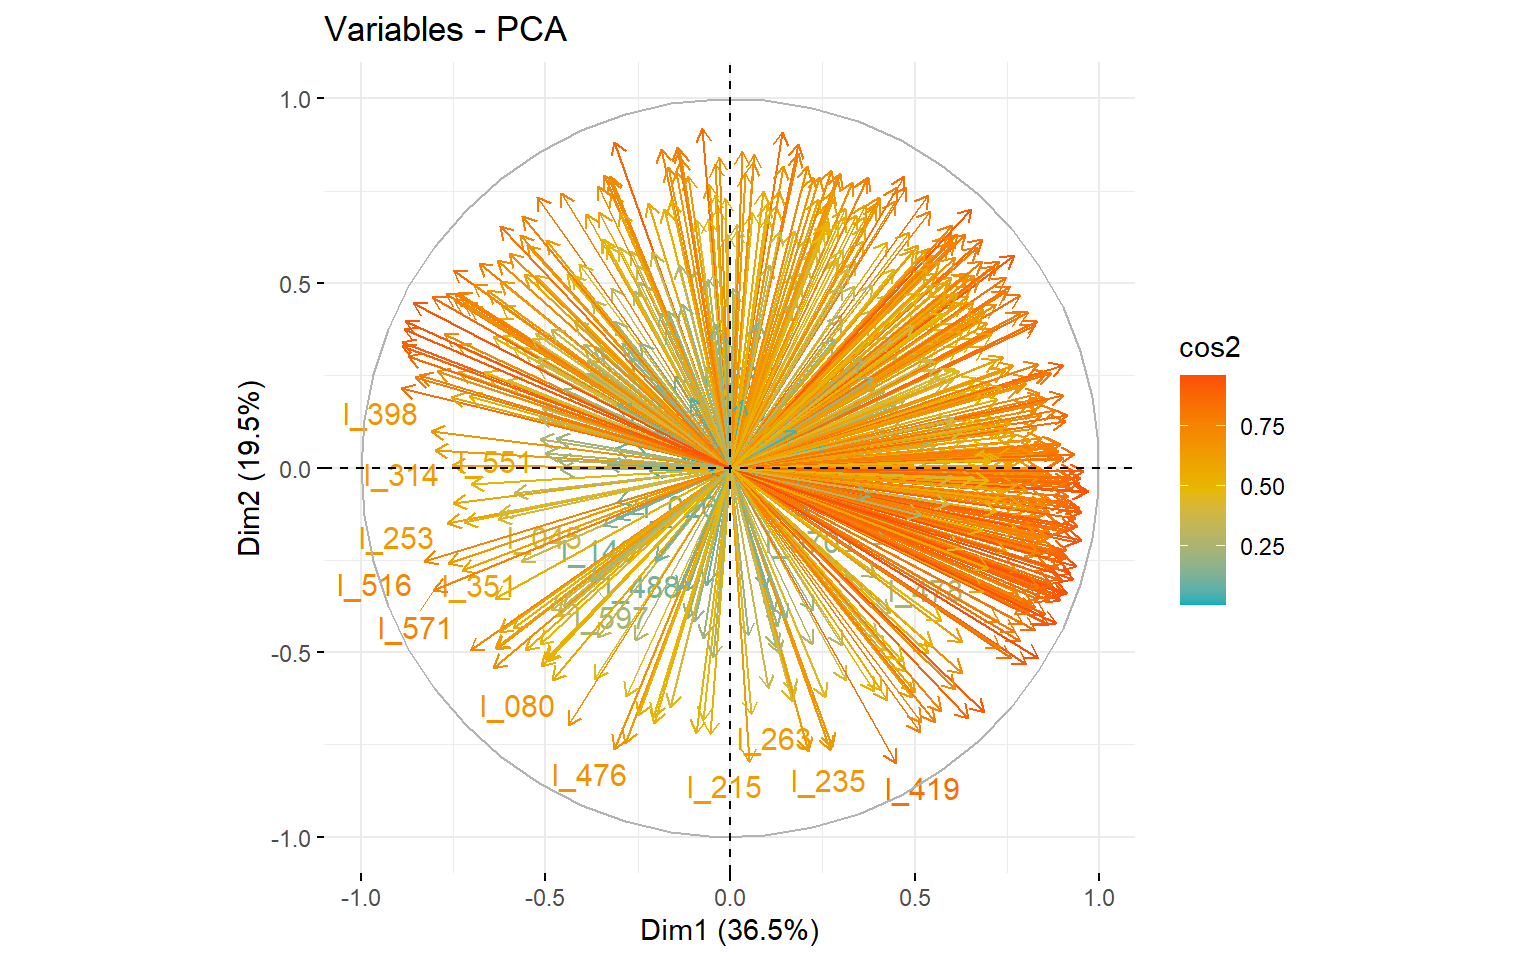 Variables - PCA
1.0
0.5
0.0
-0.5
-1.0
Dim2 (19.5%)
I_398
I_551
I_314
I_253
I_045
I_516
I_351
I_488
I_478
I_571
I_597
I_080
I_263
I_476
I_215
I_235
I_419
-1.0
-0.5
0.0
0.5
1.0
Dim1 (36.5%)
cos2
0.75
0.50
0.25